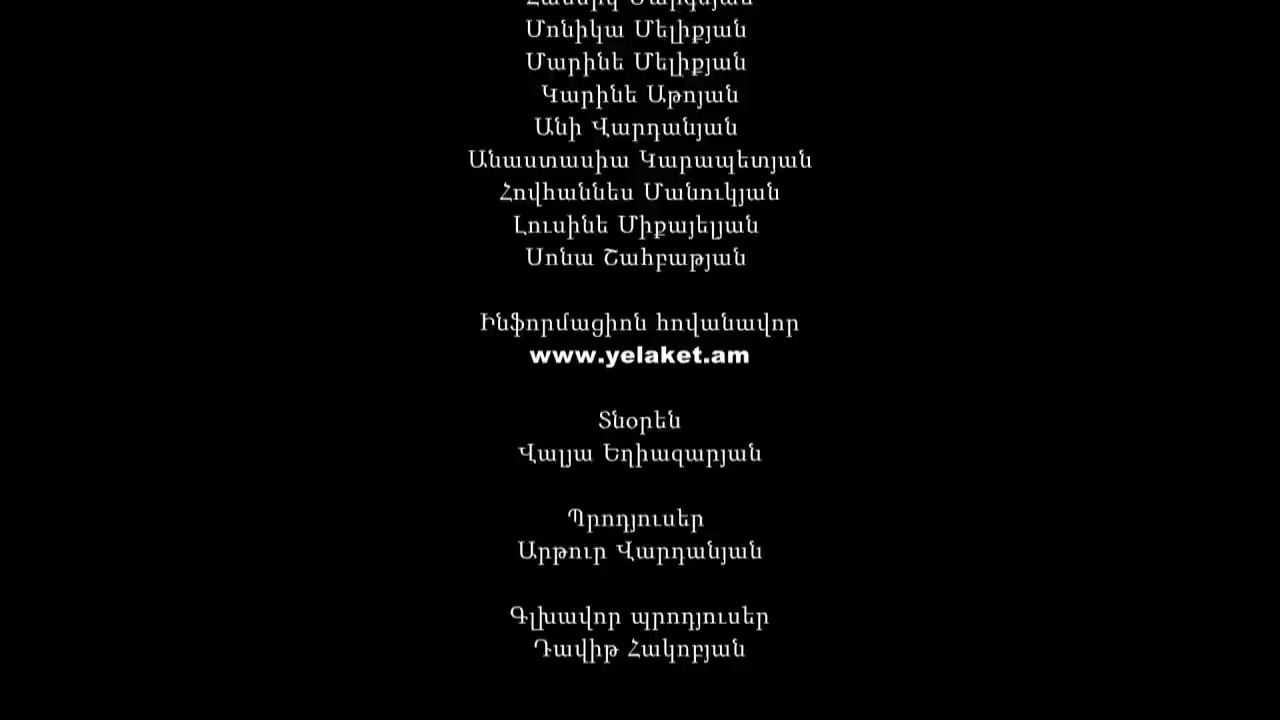 Մոնիկա Մելիքյան
Մարինե Մելիքյան
Կարինե Աթոյան
Անի Վարդանյան
Անաստասիա Կարապետյան
Հովհաննես Մանուկյան
Լուսինե Միքայելյան
Սոնա Շահբաթյան
Ինֆորմացիոն հովանավոր
www.yelaket.am
Տնօրեն
Վալյա Եղիազարյան
Պրոդյուսեր
Արթուր Վարդանյան
Գլխավոր պրոդյուսեր
Դավիթ Հակոբյան